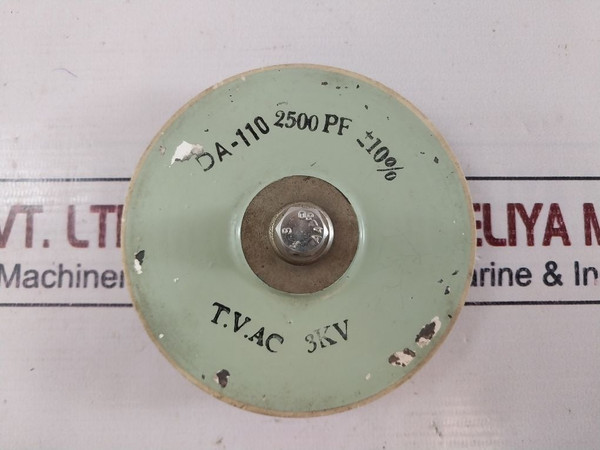 DA-110 2500 PF ±10%
T.V.AC 3KV
VT. LT
ELIYA M
Machiner
arine & In